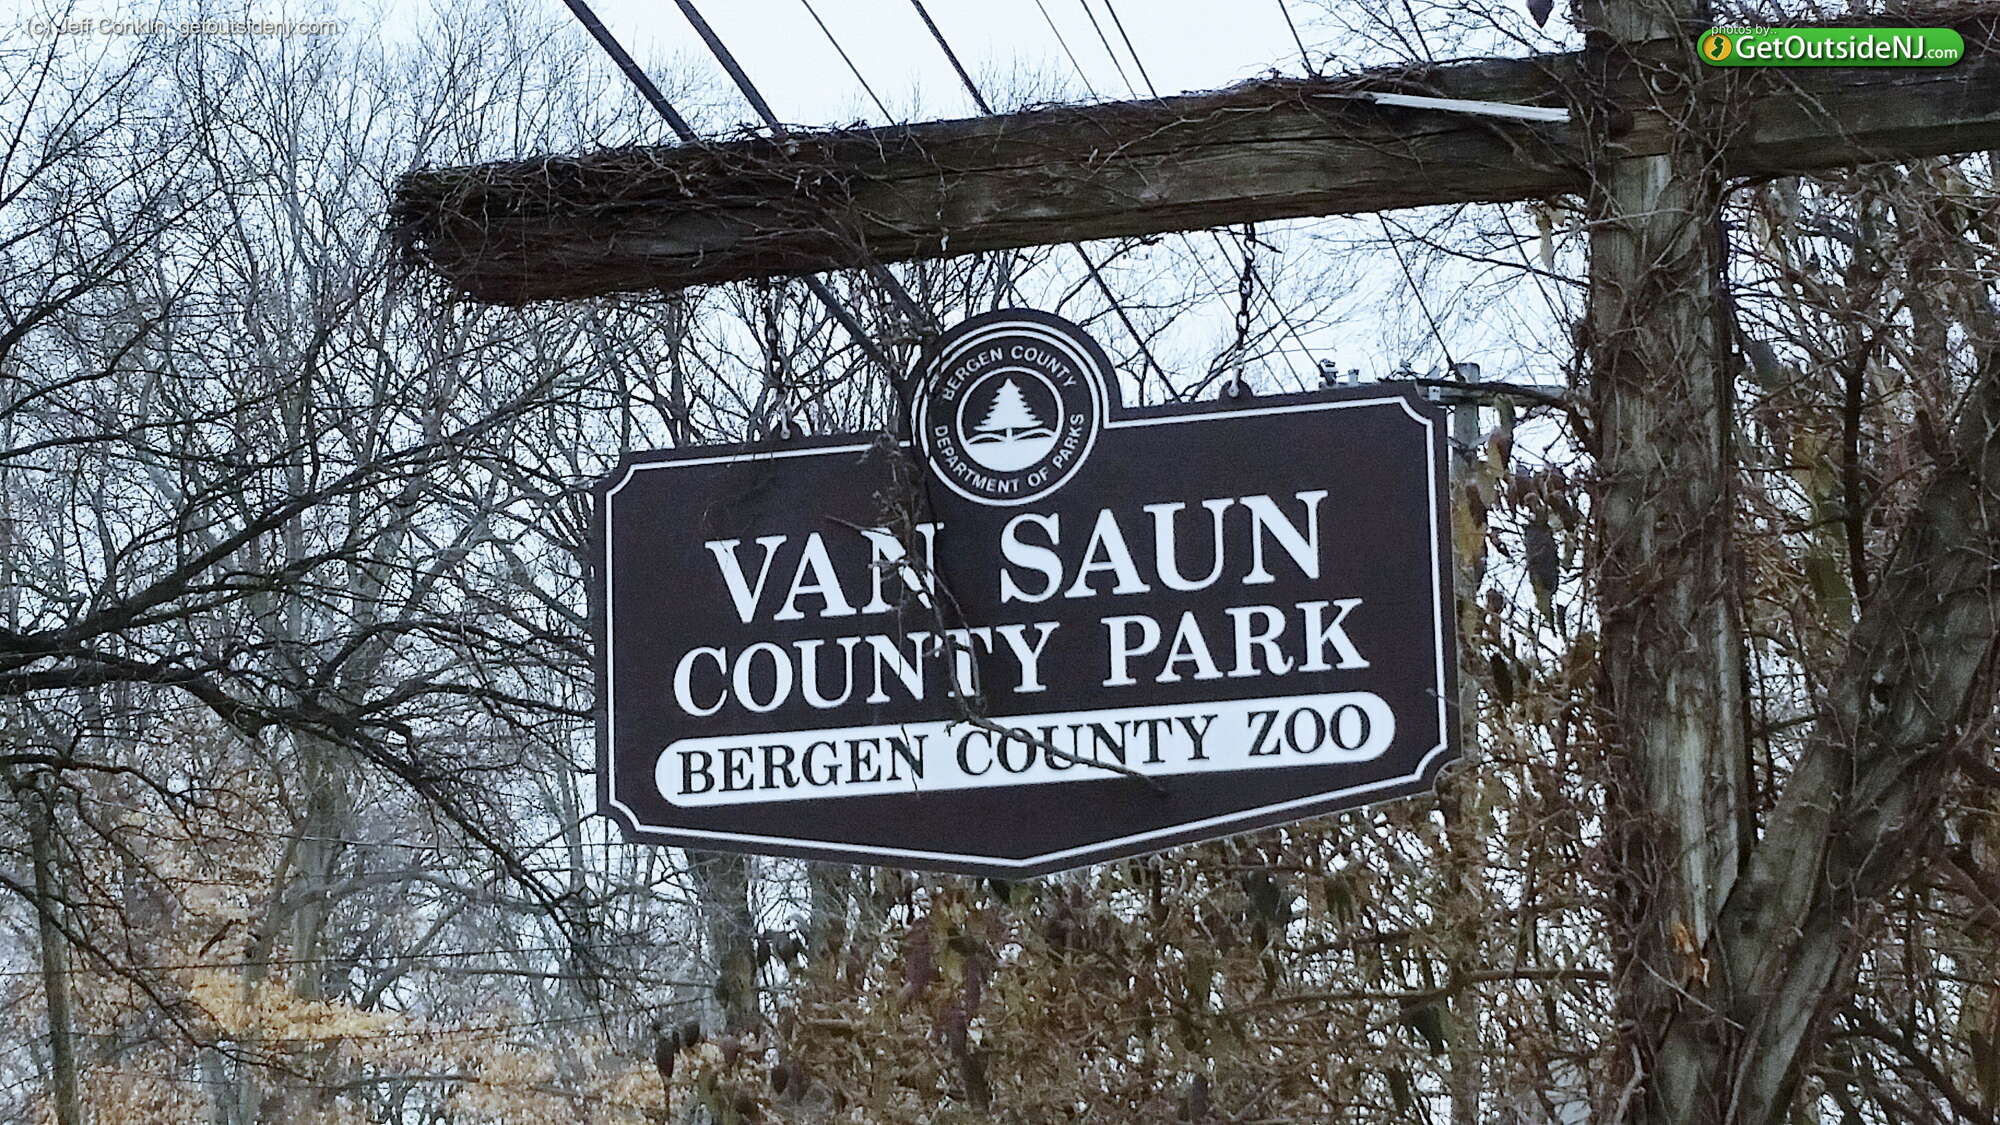 (c) Jeff Conklin getoutsidenj.com
photos by..
GetOutsideNJ.com
BERGEN COUNTY
DEPARTMENT OF PARKS
VAN SAUN
COUNTY PARK
BERGEN COUNTY ZOO